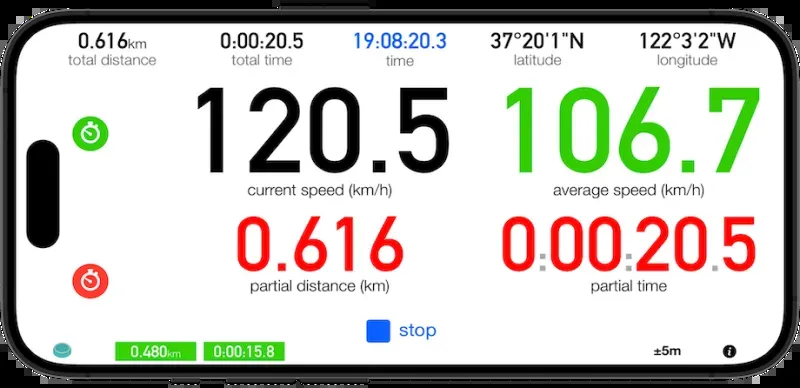 0.616km 0:00:20.5 19:08:20.3 37°20'1"N 122°3'2"W
total distance total time time latitude longitude
120.5 106.7
current speed (km/h) average speed (km/h)
0.616 0:00:20.5
partial distance (km) partial time
stop
0.480km 0:00:15.8 ±5m i